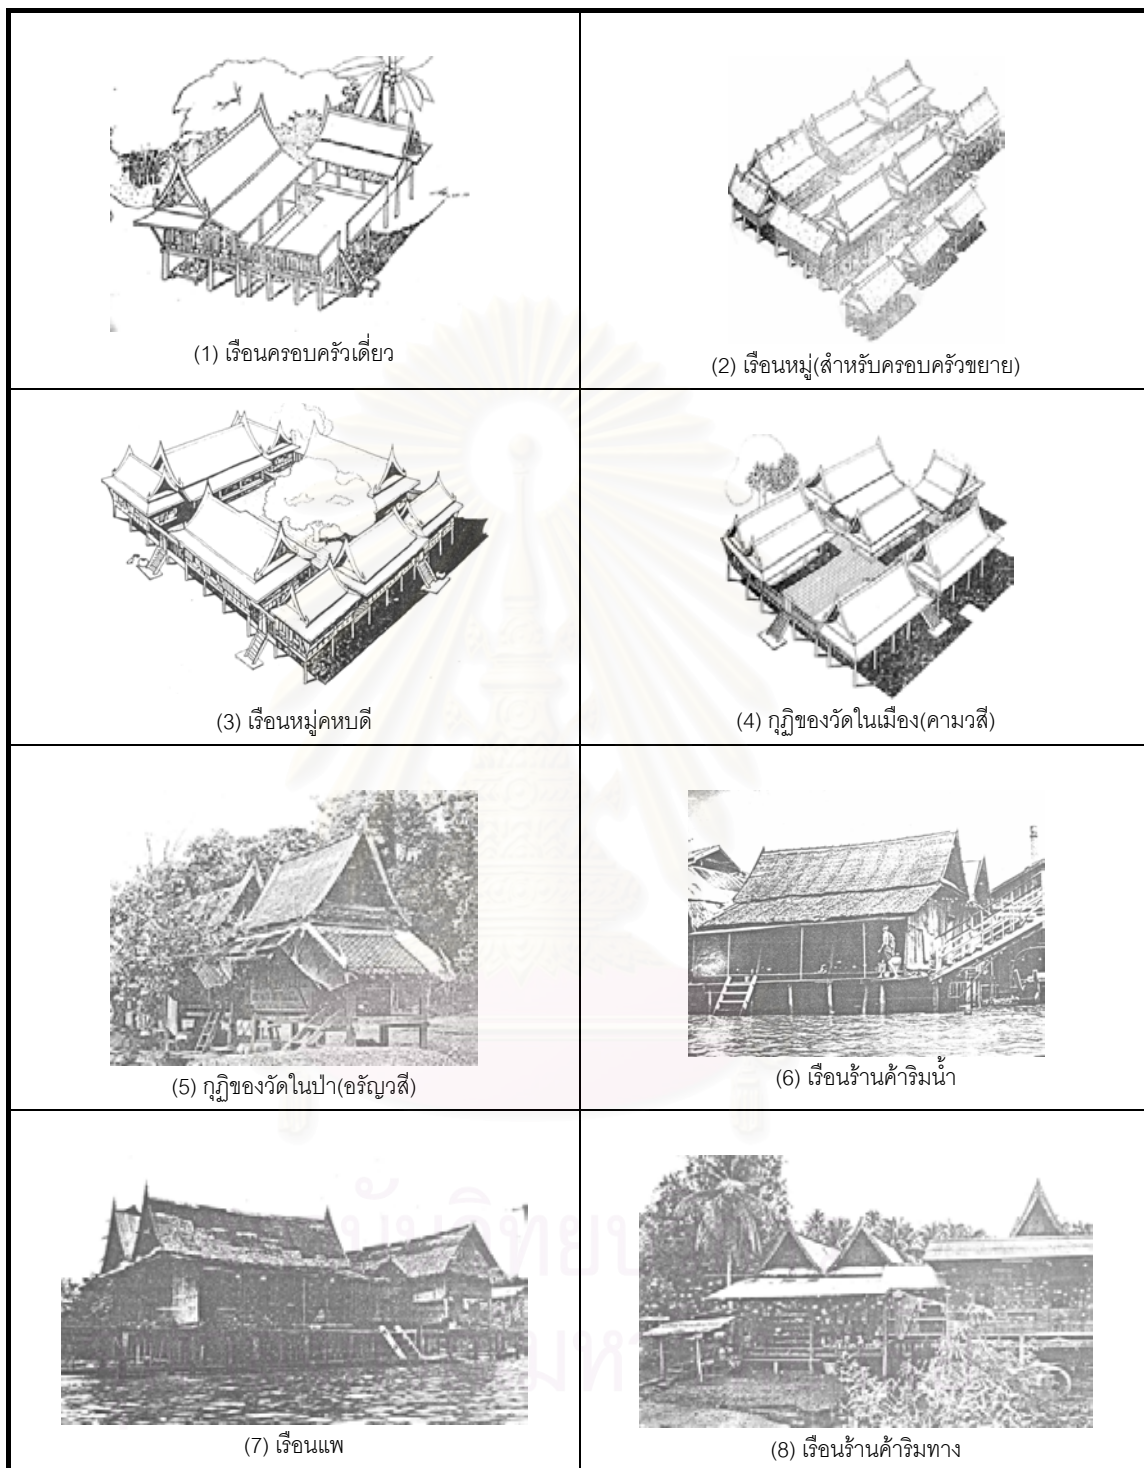 (1) เรือนครอบครัวเดี่ยว
(2) เรือนหมู่(สำหรับครอบครัวขยาย)
(3) เรือนหมู่คหบดี
(4) กุฏิของวัดในเมือง(คามวสี)
(5) กุฏิของวัดในป่า(อรัญวสี)
(6) เรือนร้านค้าริมน้ำ
(7) เรือนแพ
(8) เรือนร้านค้าริมทาง